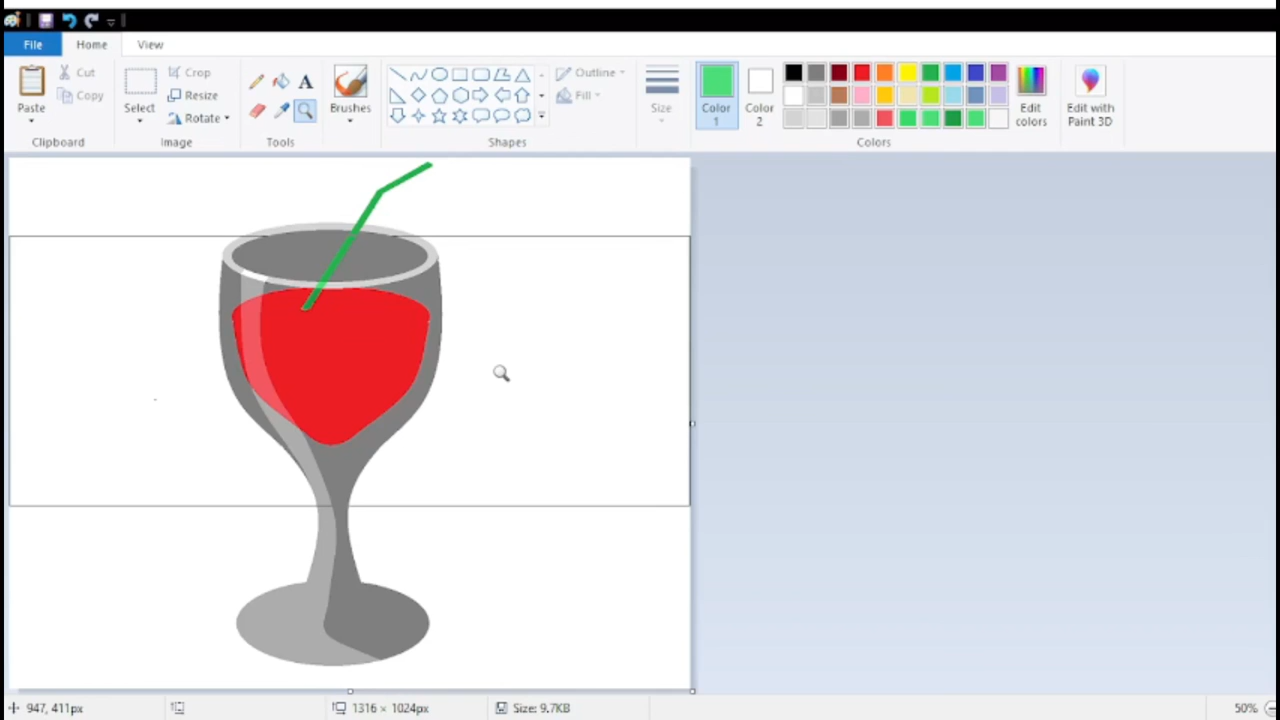 File Home View
Paste Cut Copy Select Crop Resize Rotate A Brushes Outline Fill Size Color 1 Color 2 Edit colors Edit with Paint 3D
Clipboard Image Tools Shapes Colors
947, 411px 1316 × 1024px Size: 9.7KB 50%